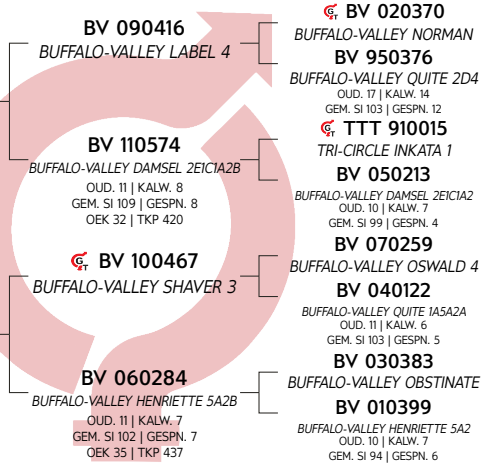 BV 090416
BUFFALO-VALLEY LABEL 4
BV 110574
BUFFALO-VALLEY DAMSEL 2E1C1A2B
OUD. 11 | KALW. 8
GEM. SI 109 | GESPN. 8
OEK 32 | TKP 420
GT BV 100467
BUFFALO-VALLEY SHAVER 3
BV 060284
BUFFALO-VALLEY HENRIETTE 5A2B
OUD. 11 | KALW. 7
GEM. SI 102 | GESPN. 7
OEK 35 | TKP 437
GT BV 020370
BUFFALO-VALLEY NORMAN
BV 950376
BUFFALO-VALLEY QUITE 2D4
OUD. 17 | KALW. 14
GEM. SI 103 | GESPN. 12
GT TTT 910015
TRI-CIRCLE INKATA 1
BV 050213
BUFFALO-VALLEY DAMSEL 2E1C1A2
OUD. 10 | KALW. 7
GEM. SI 99 | GESPN. 4
BV 070259
BUFFALO-VALLEY OSWALD 4
BV 040122
BUFFALO-VALLEY QUITE 1A5A2A
OUD. 11 | KALW. 6
GEM. SI 103 | GESPN. 5
BV 030383
BUFFALO-VALLEY OBSTINATE
BV 010399
BUFFALO-VALLEY HENRIETTE 5A2
OUD. 10 | KALW. 7
GEM. SI 94 | GESPN. 6